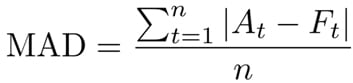 MAD = \frac{\sum_{t=1}^{n} |A_t - F_t|}{n}